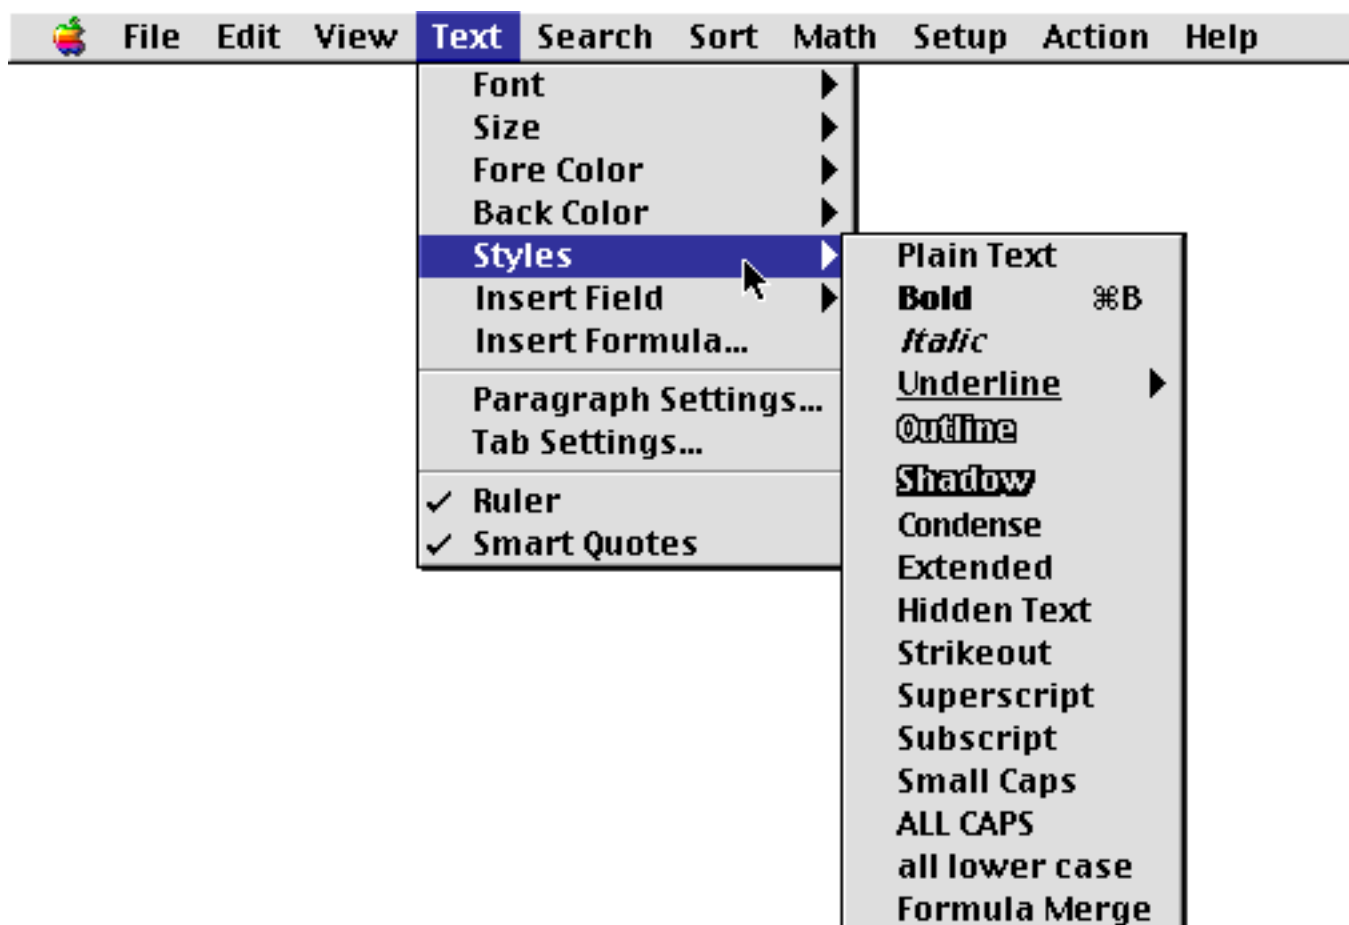 File Edit View Text Search Sort Math Setup Action Help
Font
Size
Fore Color
Back Color
Styles
Insert Field
Insert Formula...
Paragraph Settings...
Tab Settings...
✓ Ruler
✓ Smart Quotes
Plain Text
Bold ⌘B
Italic
Underline
Outline
Shadow
Condense
Extended
Hidden Text
Strikeout
Superscript
Subscript
Small Caps
ALL CAPS
all lower case
Formula Merge